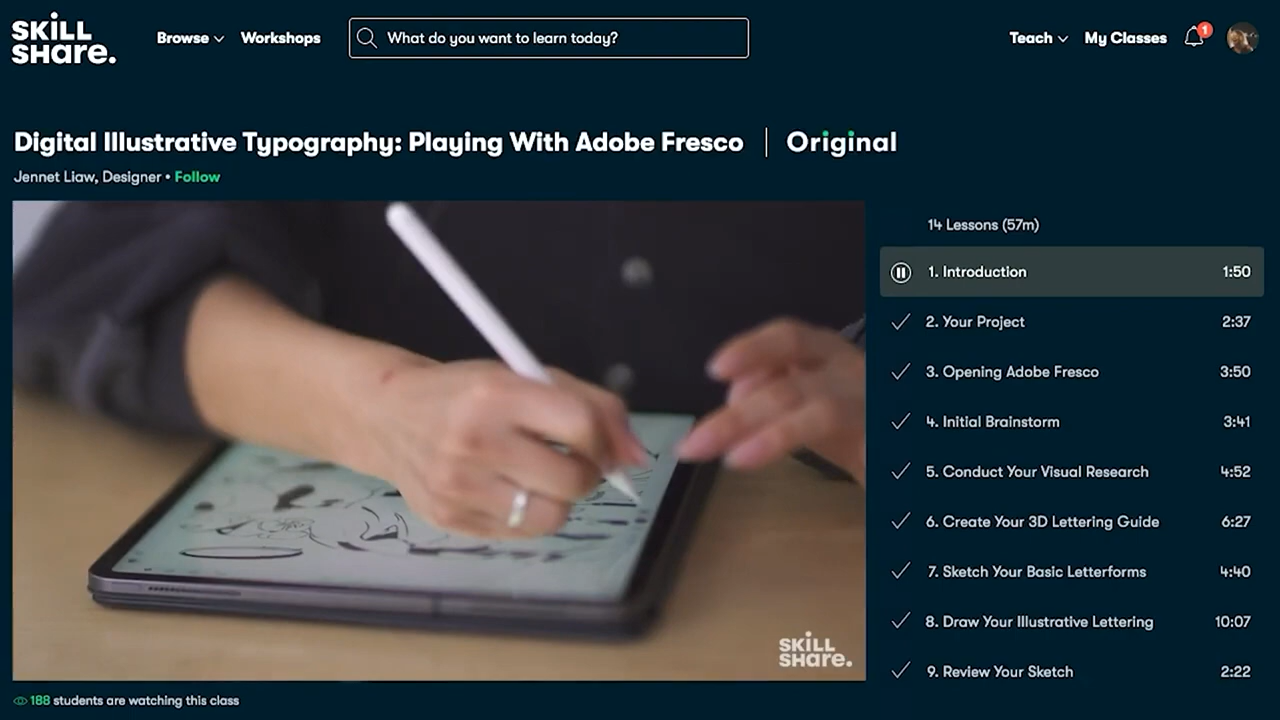 SKiLL
SHare.
Browse
Workshops
What do you want to learn today?
Teach
My Classes
1
Digital Illustrative Typography: Playing With Adobe Fresco | Original
Jennet Liaw, Designer • Follow
14 Lessons (57m)
1. Introduction 1:50
2. Your Project 2:37
3. Opening Adobe Fresco 3:50
4. Initial Brainstorm 3:41
5. Conduct Your Visual Research 4:52
6. Create Your 3D Lettering Guide 6:27
7. Sketch Your Basic Letterforms 4:40
8. Draw Your Illustrative Lettering 10:07
9. Review Your Sketch 2:22
SKiLL
SHare.
188 students are watching this class